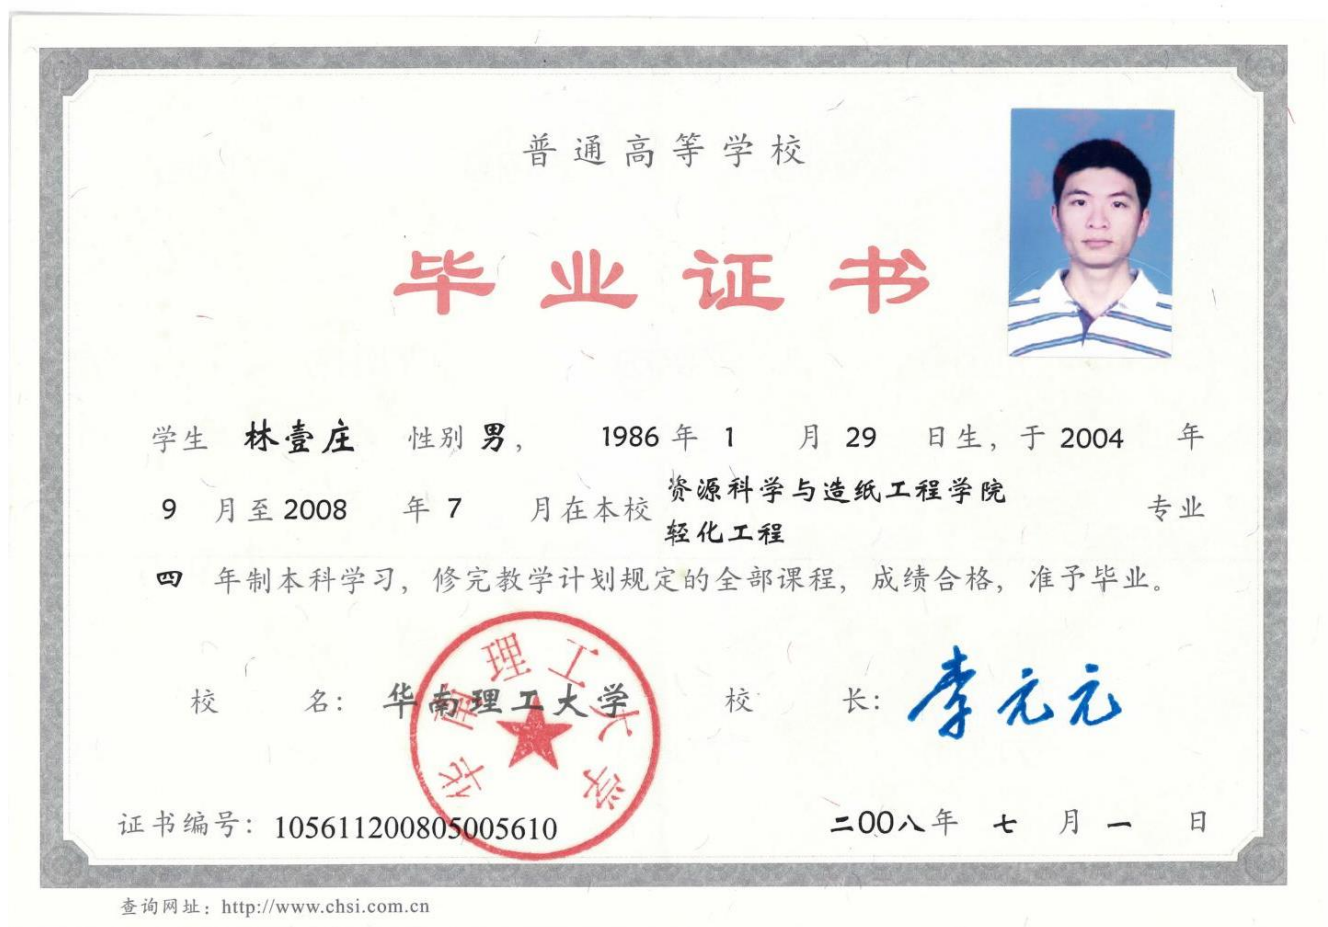 普通高等学校
毕业证书
学生 林壹庄 性别 男， 1986 年 1 月 29 日生，于 2004 年
9 月至 2008 年 7 月在本校 资源科学与造纸工程学院
轻化工程 专业
四 年制本科学习，修完教学计划规定的全部课程，成绩合格，准予毕业。
校 名： 华南理工大学 校 长： 李元元
华南理工大学
证书编号：105611200805005610 二00八年 七 月 一 日
查询网址：http://www.chsi.com.cn